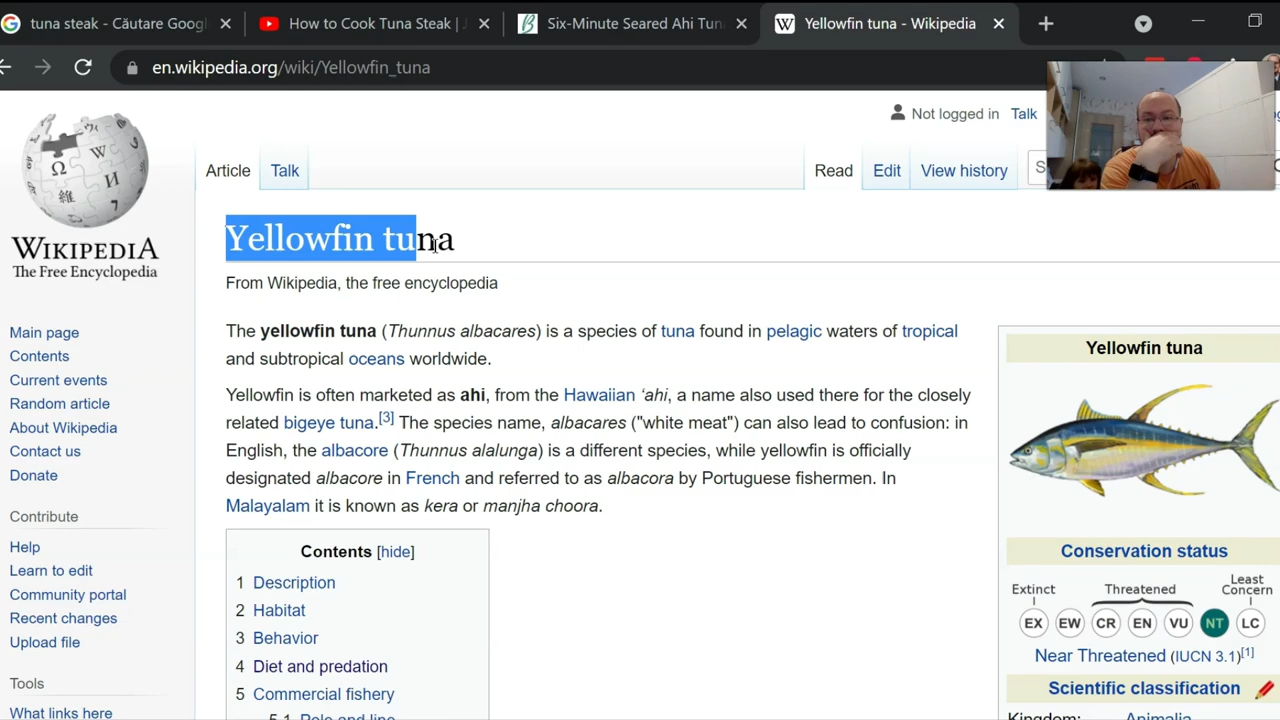 tuna steak - Căutare Googl
How to Cook Tuna Steak |
Six-Minute Seared Ahi Tun
Yellowfin tuna - Wikipedia
en.wikipedia.org/wiki/Yellowfin_tuna
Not logged in Talk
Article Talk Read Edit View history S
WIKIPEDIA
The Free Encyclopedia
Yellowfin tuna
From Wikipedia, the free encyclopedia
The yellowfin tuna (Thunnus albacares) is a species of tuna found in pelagic waters of tropical
and subtropical oceans worldwide.
Yellowfin is often marketed as ahi, from the Hawaiian ʻahi, a name also used there for the closely
related bigeye tuna.[3] The species name, albacares ("white meat") can also lead to confusion: in
English, the albacore (Thunnus alalunga) is a different species, while yellowfin is officially
designated albacore in French and referred to as albacora by Portuguese fishermen. In
Malayalam it is known as kera or manjha choora.
Main page
Contents
Current events
Random article
About Wikipedia
Contact us
Donate
Contribute
Help
Learn to edit
Community portal
Recent changes
Upload file
Tools
What links here
Contents [hide]
1 Description
2 Habitat
3 Behavior
4 Diet and predation
5 Commercial fishery
5.1 Pole and line
Yellowfin tuna
Conservation status
Extinct Threatened Least
Concern
EX EW CR EN VU NT LC
Near Threatened (IUCN 3.1)[1]
Scientific classification
Kingdom: Animalia